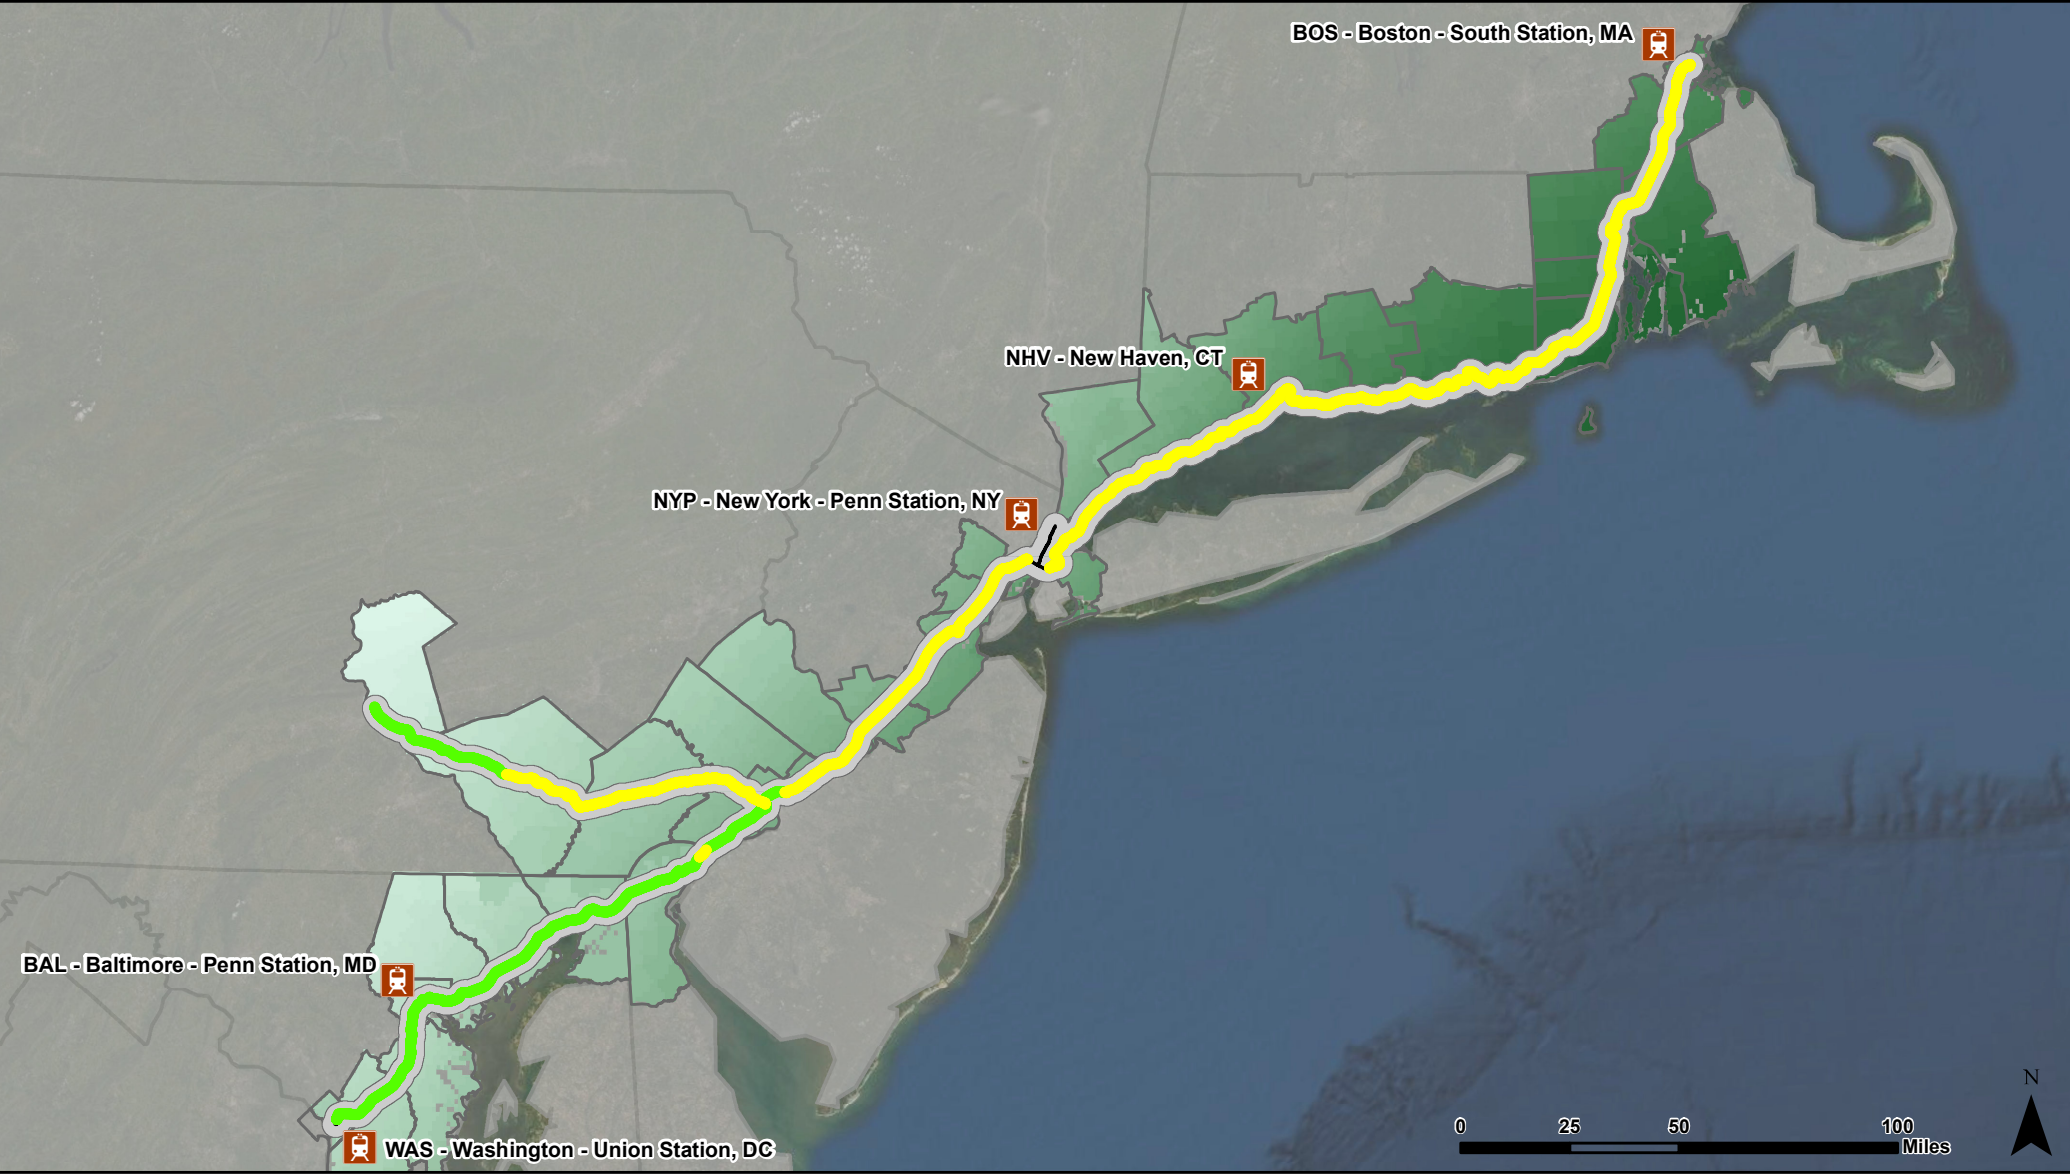 BOS - Boston - South Station, MA
NHV - New Haven, CT
NYP - New York - Penn Station, NY
BAL - Baltimore - Penn Station, MD
WAS - Washington - Union Station, DC
0 25 50 100
Miles
N